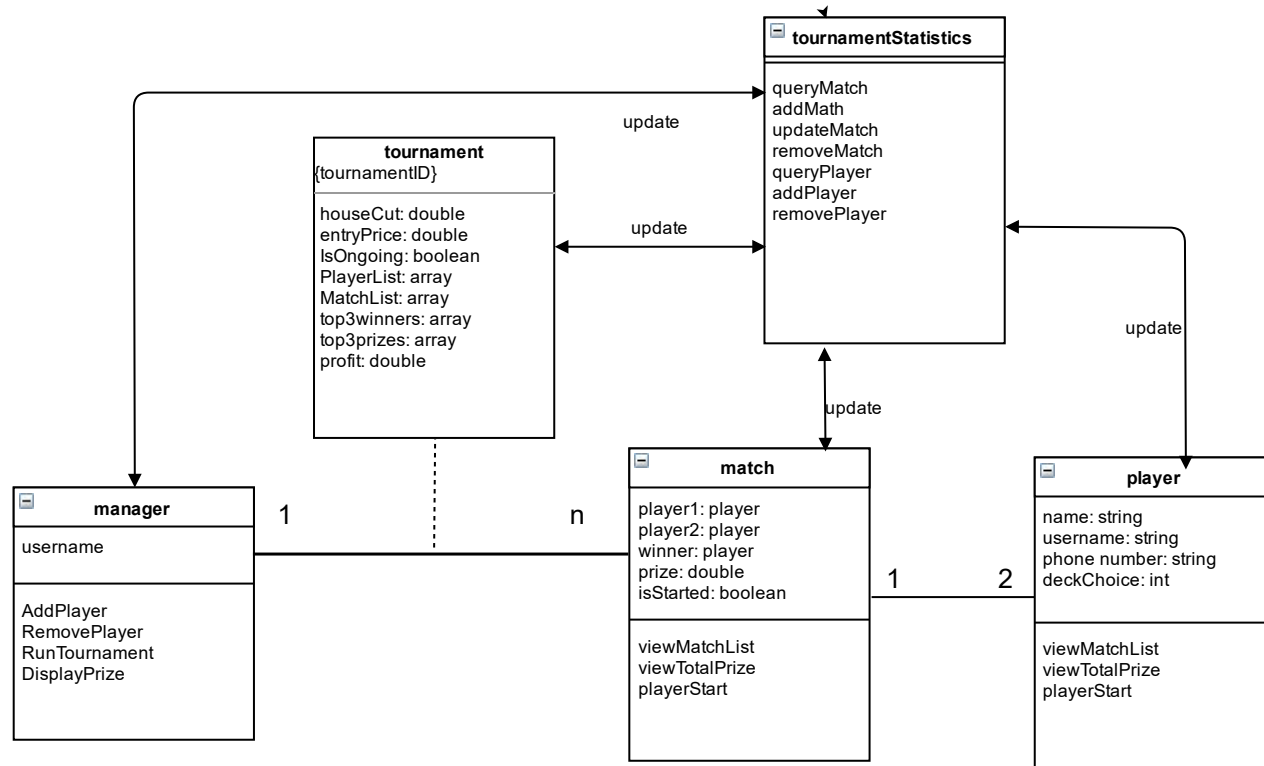 tournamentStatistics
queryMatch
addMath
updateMatch
removeMatch
queryPlayer
addPlayer
removePlayer
update
tournament
{tournamentID}
houseCut: double
entryPrice: double
IsOngoing: boolean
PlayerList: array
MatchList: array
top3winners: array
top3prizes: array
profit: double
update
update
update
manager
username
AddPlayer
RemovePlayer
RunTournament
DisplayPrize
1
n
match
player1: player
player2: player
winner: player
prize: double
isStarted: boolean
viewMatchList
viewTotalPrize
playerStart
1
2
player
name: string
username: string
phone number: string
deckChoice: int
viewMatchList
viewTotalPrize
playerStart